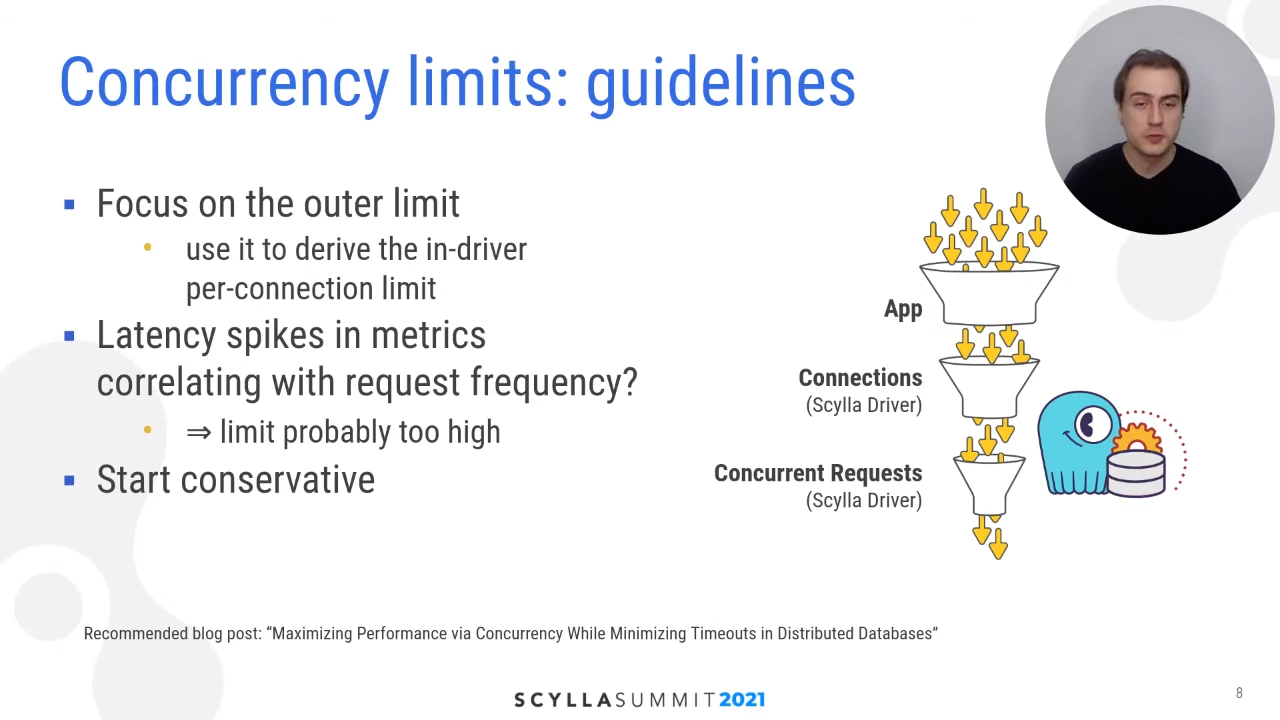 Concurrency limits: guidelines
▪ Focus on the outer limit
• use it to derive the in-driver
per-connection limit
▪ Latency spikes in metrics
correlating with request frequency?
• ⇒ limit probably too high
▪ Start conservative
App
Connections
(Scylla Driver)
Concurrent Requests
(Scylla Driver)
Recommended blog post: “Maximizing Performance via Concurrency While Minimizing Timeouts in Distributed Databases”
SCYLLASUMMIT2021
8